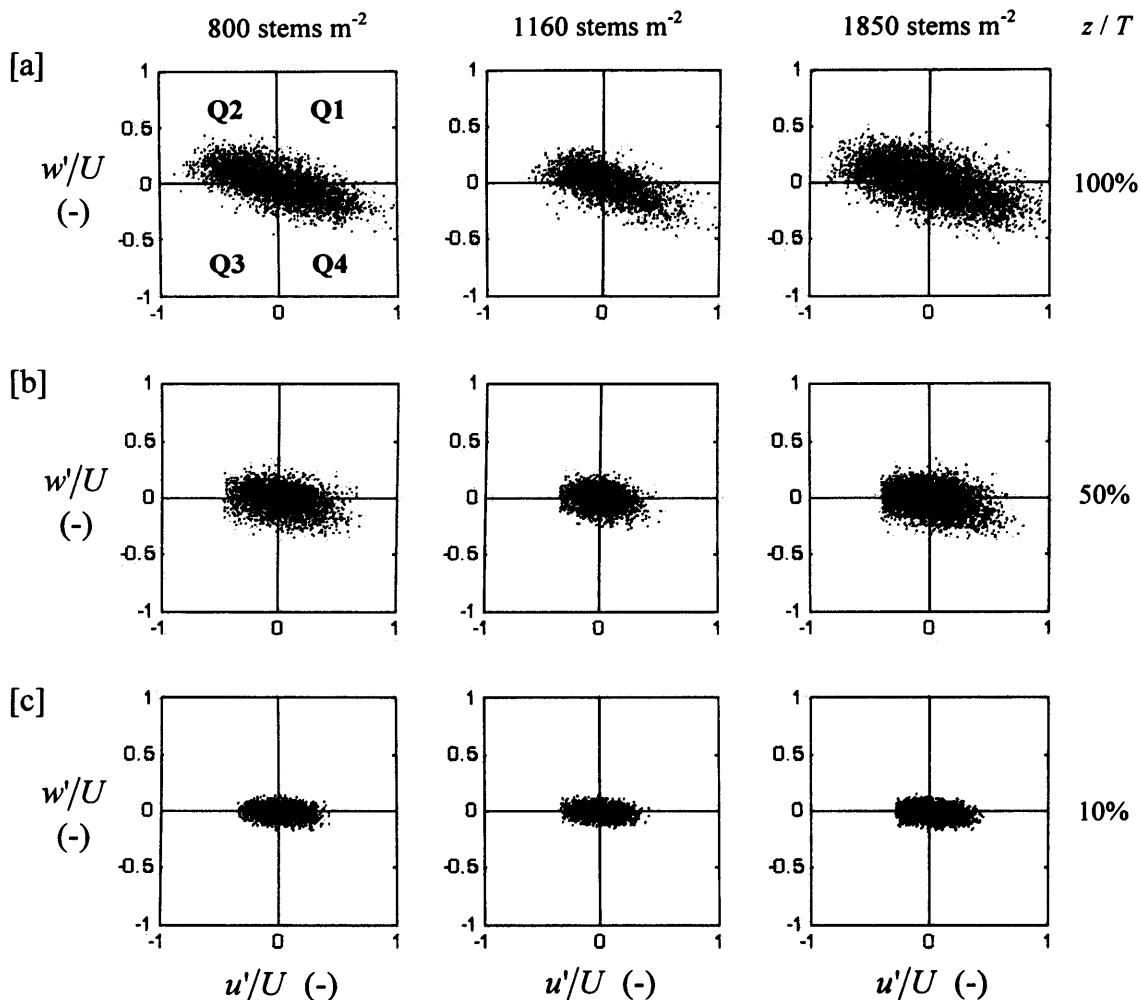 800 stems m⁻² 1160 stems m⁻² 1850 stems m⁻² z / T
[a]
1 1 1
Q2 Q1
0.5 0.5 0.5
w'/U
(-)
0 0 0 100%
-0.5 -0.5 -0.5
Q3 Q4
-1 -1 -1
-1 0 1 -1 0 1 -1 0 1
[b]
1 1 1
0.5 0.5 0.5
w'/U
(-)
0 0 0 50%
-0.5 -0.5 -0.5
-1 -1 -1
-1 0 1 -1 0 1 -1 0 1
[c]
1 1 1
0.5 0.5 0.5
w'/U
(-)
0 0 0 10%
-0.5 -0.5 -0.5
-1 -1 -1
-1 0 1 -1 0 1 -1 0 1
u'/U (-) u'/U (-) u'/U (-)